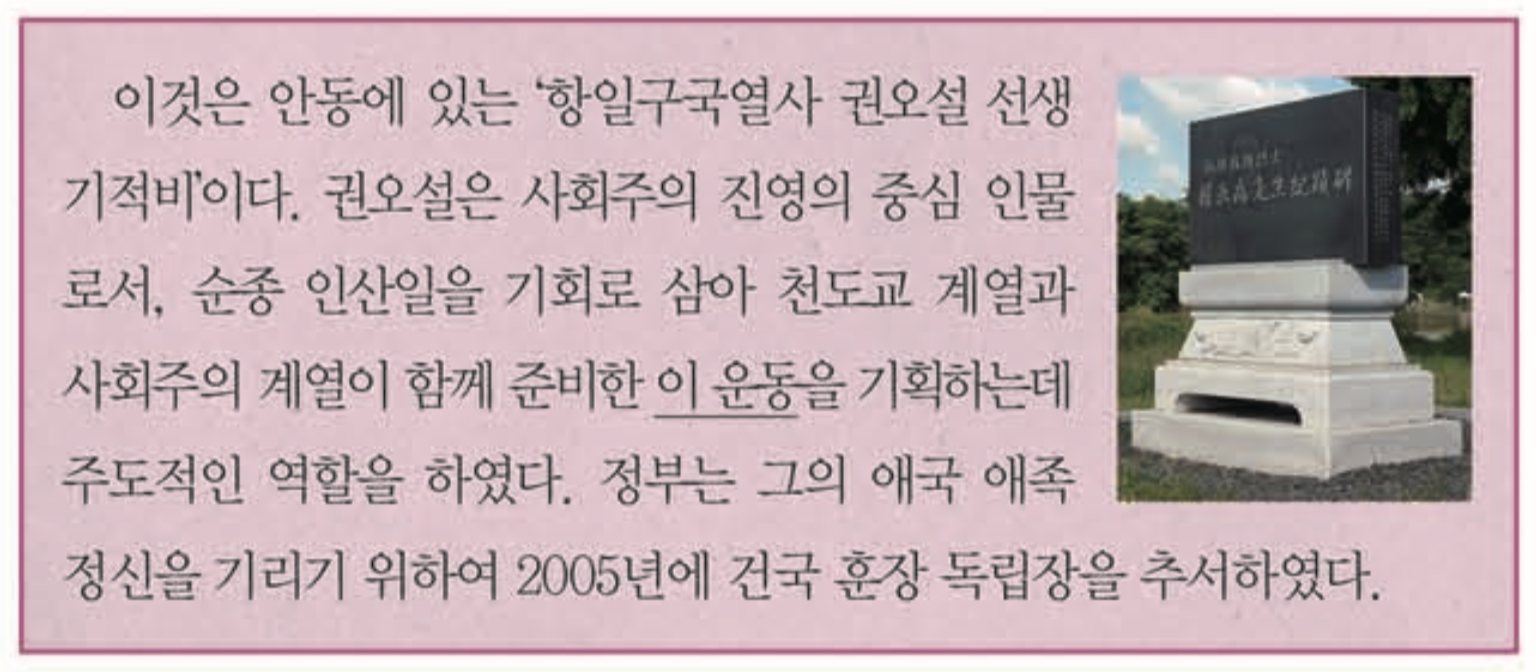 이것은 안동에 있는 ‘항일구국열사 권오설 선생
기적비’이다. 권오설은 사회주의 진영의 중심 인물
로서, 순종 인산일을 기회로 삼아 천도교 계열과
사회주의 계열이 함께 준비한 이 운동을 기획하는데
주도적인 역할을 하였다. 정부는 그의 애국 애족
정신을 기리기 위하여 2005년에 건국 훈장 독립장을 추서하였다.